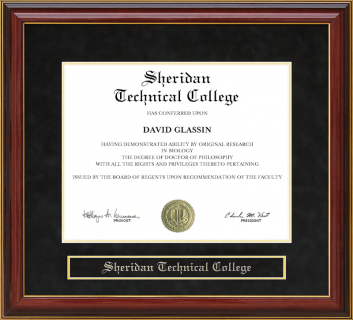 Sheridan
Technical College
HAS CONFERRED UPON
DAVID GLASSIN
HAVING DEMONSTRATED ABILITY BY ORIGINAL RESEARCH
IN BIOLOGY
THE DEGREE OF DOCTOR OF PHILOSOPHY
WITH ALL THE RIGHTS AND PRIVILEGES THERETO PERTAINING
ISSUED BY THE BOARD OF REGENTS UPON RECOMMENDATION OF THE FACULTY
PROVOST
PRESIDENT
Sheridan Technical College